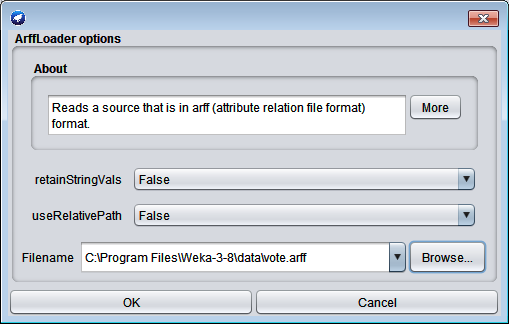 ArffLoader options
About
Reads a source that is in arff (attribute relation file format)
format.
More
retainStringVals False
useRelativePath False
Filename C:\Program Files\Weka-3-8\data\vote.arff Browse...
OK Cancel